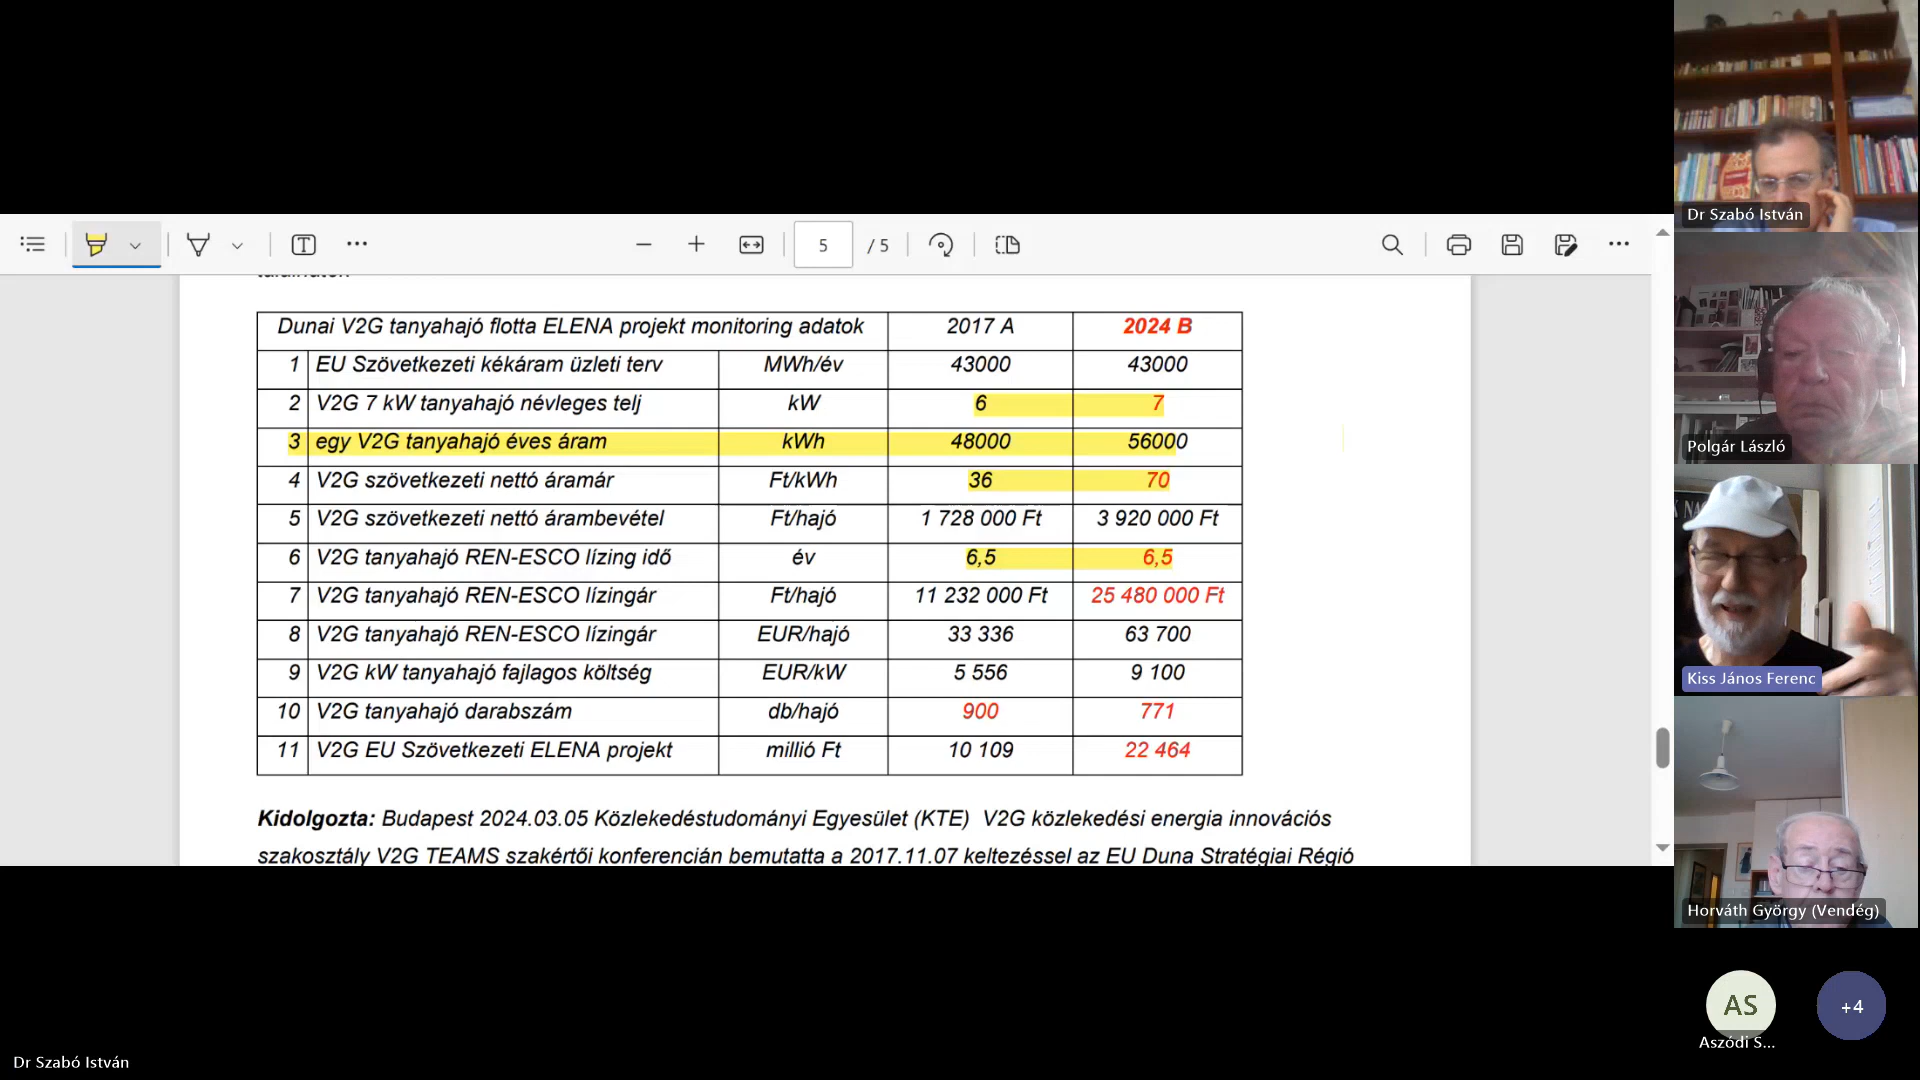 5 / 5
Dunai V2G tanyahajó flotta ELENA projekt monitoring adatok 2017 A 2024 B
1 EU Szövetkezeti kékáram üzleti terv MWh/év 43000 43000
2 V2G 7 kW tanyahajó névleges telj kW 6 7
3 egy V2G tanyahajó éves áram kWh 48000 56000
4 V2G szövetkezeti nettó áramár Ft/kWh 36 70
5 V2G szövetkezeti nettó árambevétel Ft/hajó 1 728 000 Ft 3 920 000 Ft
6 V2G tanyahajó REN-ESCO lízing idő év 6,5 6,5
7 V2G tanyahajó REN-ESCO lízingár Ft/hajó 11 232 000 Ft 25 480 000 Ft
8 V2G tanyahajó REN-ESCO lízingár EUR/hajó 33 336 63 700
9 V2G kW tanyahajó fajlagos költség EUR/kW 5 556 9 100
10 V2G tanyahajó darabszám db/hajó 900 771
11 V2G EU Szövetkezeti ELENA projekt millió Ft 10 109 22 464
Kidolgozta: Budapest 2024.03.05 Közlekedéstudományi Egyesület (KTE) V2G közlekedési energia innovációs
szakosztály V2G TEAMS szakértői konferencián bemutatta a 2017.11.07 keltezéssel az EU Duna Stratégiai Régió
Dr Szabó István
Polgár László
Kiss János Ferenc
Horváth György (Vendég)
AS
+4
Aszódi S...
Dr Szabó István